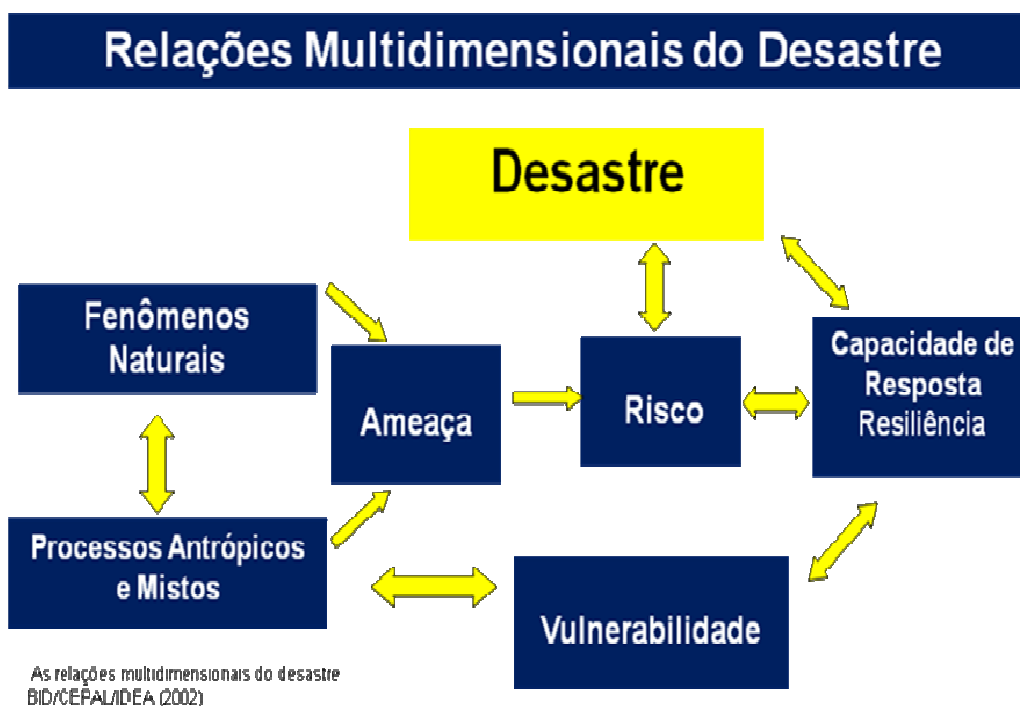 Relações Multidimensionais do Desastre
Desastre
Fenômenos
Naturais
Ameaça
Risco
Capacidade de
Resposta
Resiliência
Processos Antrópicos
e Mistos
Vulnerabilidade
As relações multidimensionais do desastre
BID/CEPAL/IDEA (2002)